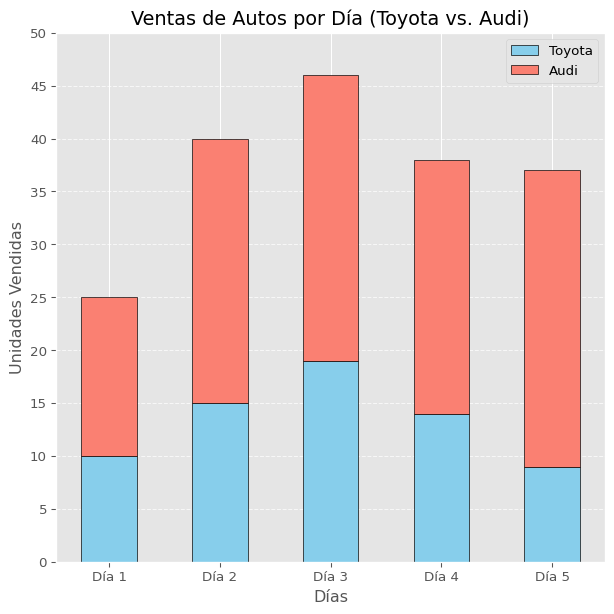 Ventas de Autos por Día (Toyota vs. Audi)
Toyota
Audi
50
45
40
35
30
25
20
15
10
5
0
Unidades Vendidas
Día 1
Día 2
Día 3
Día 4
Día 5
Días